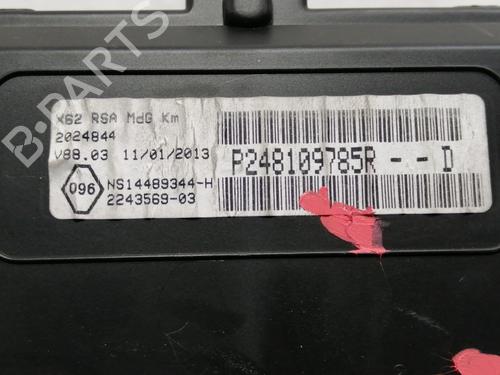 X62 RSA MdG Km
2024844
V88.03 11/01/2013
P248109785R -- D
096
NS14489344-H
2243569-03
B-PARTS